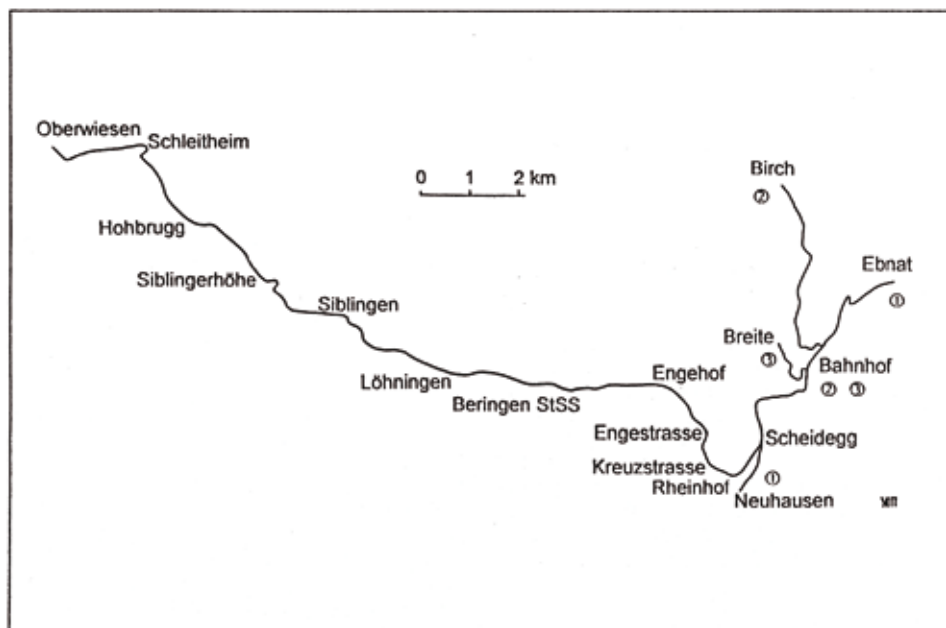 Oberwiesen
Schleitheim
0 1 2 km
Birch
②
Hohbrugg
Ebnat
①
Siblingerhöhe
Siblingen
Breite
③
Bahnhof
② ③
Engehof
Löhningen
Beringen StSS
Engestrasse
Scheidegg
Kreuzstrasse
Rheinhof
①
Neuhausen